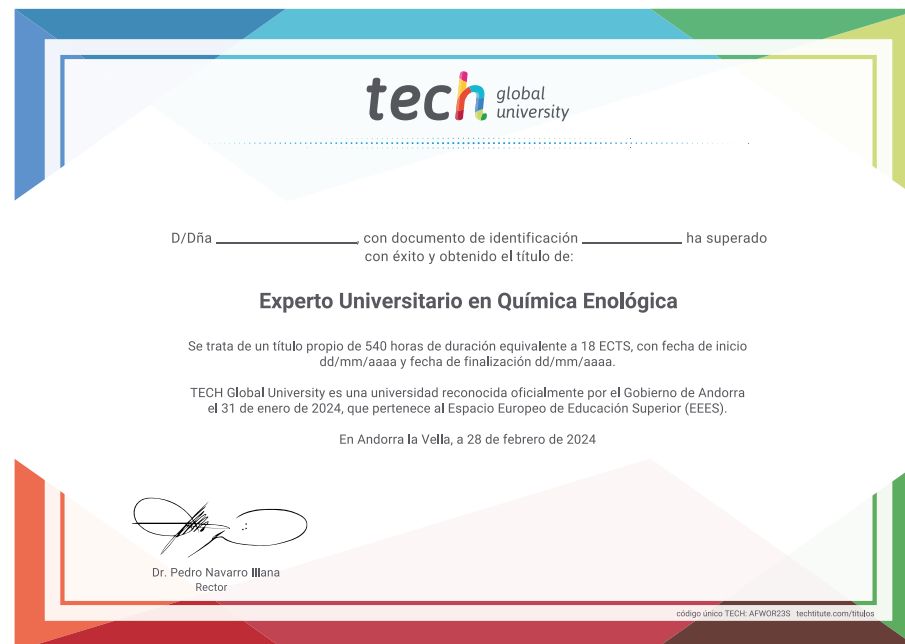 tech global university
D/Dña , con documento de identificación ha superado
con éxito y obtenido el título de:
Experto Universitario en Química Enológica
Se trata de un título propio de 540 horas de duración equivalente a 18 ECTS, con fecha de inicio
dd/mm/aaaa y fecha de finalización dd/mm/aaaa.
TECH Global University es una universidad reconocida oficialmente por el Gobierno de Andorra
el 31 de enero de 2024, que pertenece al Espacio Europeo de Educación Superior (EEES).
En Andorra la Vella, a 28 de febrero de 2024
Dr. Pedro Navarro Illana
Rector
código único TECH: AFWOR23S techtitute.com/titulos